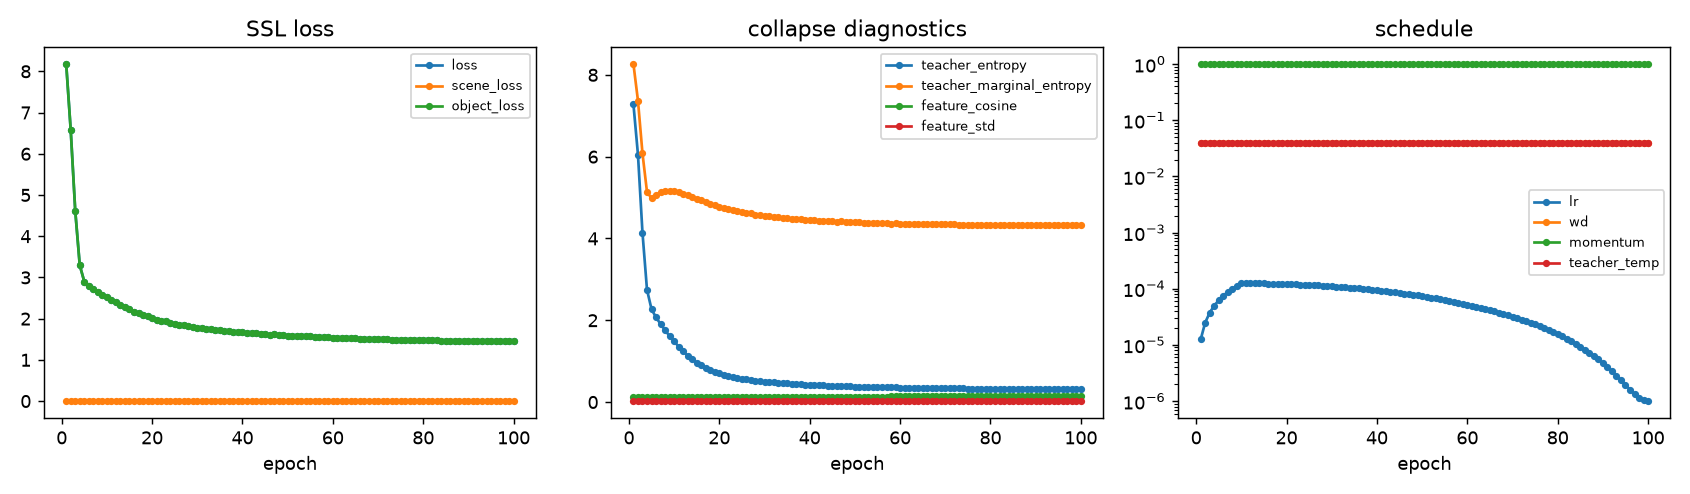 SSL loss
8
7
6
5
4
3
2
1
0
loss
scene_loss
object_loss
0 20 40 60 80 100
epoch
collapse diagnostics
8
6
4
2
0
teacher_entropy
teacher_marginal_entropy
feature_cosine
feature_std
0 20 40 60 80 100
epoch
schedule
10⁰
10⁻¹
10⁻²
10⁻³
10⁻⁴
10⁻⁵
10⁻⁶
lr
wd
momentum
teacher_temp
0 20 40 60 80 100
epoch